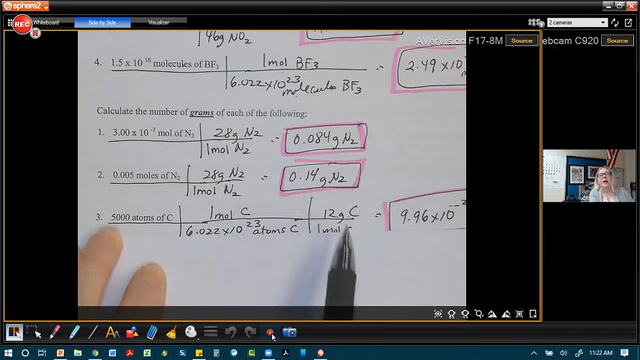 sphere2
REC
Whiteboard Side by Side Visualizer 2 cameras
AVerVision F17-8M Source ebcam C920 Source
46g NO2
4. 1.5 x 10^16 molecules of BF3 | 1 mol BF3 / 6.022x10^23 molecules BF3 = 2.49x10
Calculate the number of grams of each of the following:
1. 3.00 x 10^-3 mol of N2 | 28g N2 / 1mol N2 = 0.084g N2
2. 0.005 moles of N2 | 28g N2 / 1mol N2 = 0.14g N2
3. 5000 atoms of C | 1mol C / 6.022x10^23 atoms C | 12g C / 1mol = 9.96x10^-2
11:22 AM